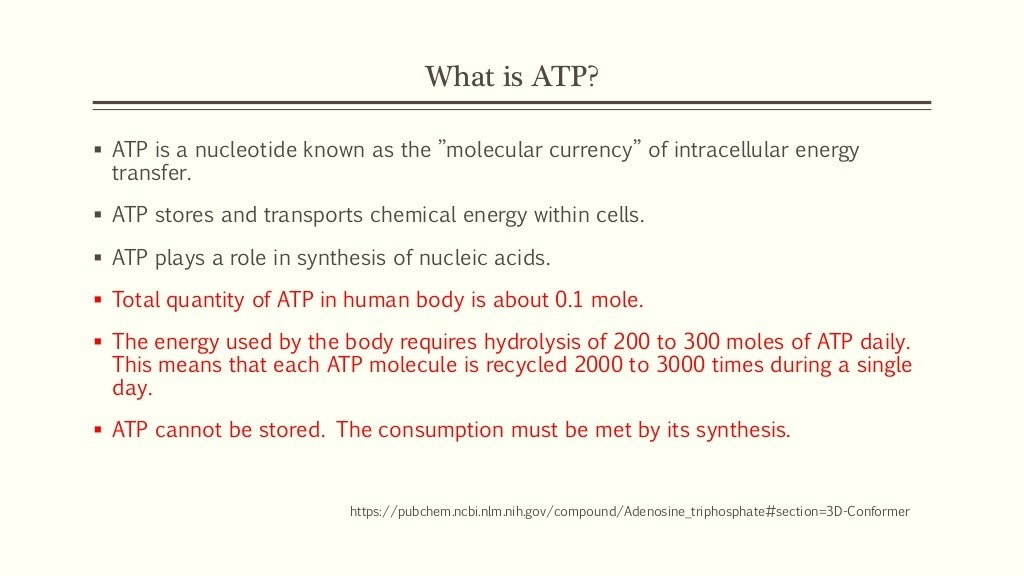 What is ATP?
▪ ATP is a nucleotide known as the ”molecular currency” of intracellular energy
transfer.
▪ ATP stores and transports chemical energy within cells.
▪ ATP plays a role in synthesis of nucleic acids.
▪ Total quantity of ATP in human body is about 0.1 mole.
▪ The energy used by the body requires hydrolysis of 200 to 300 moles of ATP daily.
This means that each ATP molecule is recycled 2000 to 3000 times during a single
day.
▪ ATP cannot be stored. The consumption must be met by its synthesis.
https://pubchem.ncbi.nlm.nih.gov/compound/Adenosine_triphosphate#section=3D-Conformer